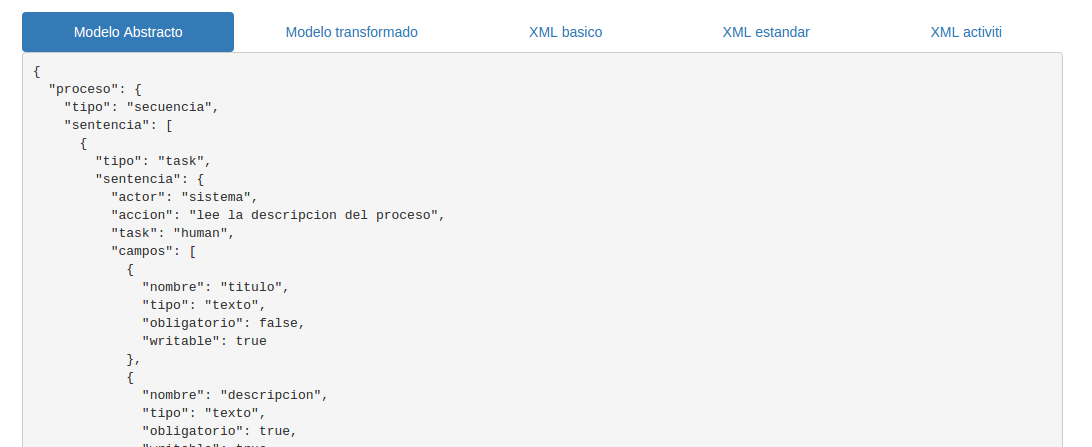 Modelo Abstracto Modelo transformado XML basico XML estandar XML activiti
{
  "proceso": {
    "tipo": "secuencia",
    "sentencia": [
      {
        "tipo": "task",
        "sentencia": {
          "actor": "sistema",
          "accion": "lee la descripcion del proceso",
          "task": "human",
          "campos": [
            {
              "nombre": "titulo",
              "tipo": "texto",
              "obligatorio": false,
              "writable": true
            },
            {
              "nombre": "descripcion",
              "tipo": "texto",
              "obligatorio": true,
              "writable": true